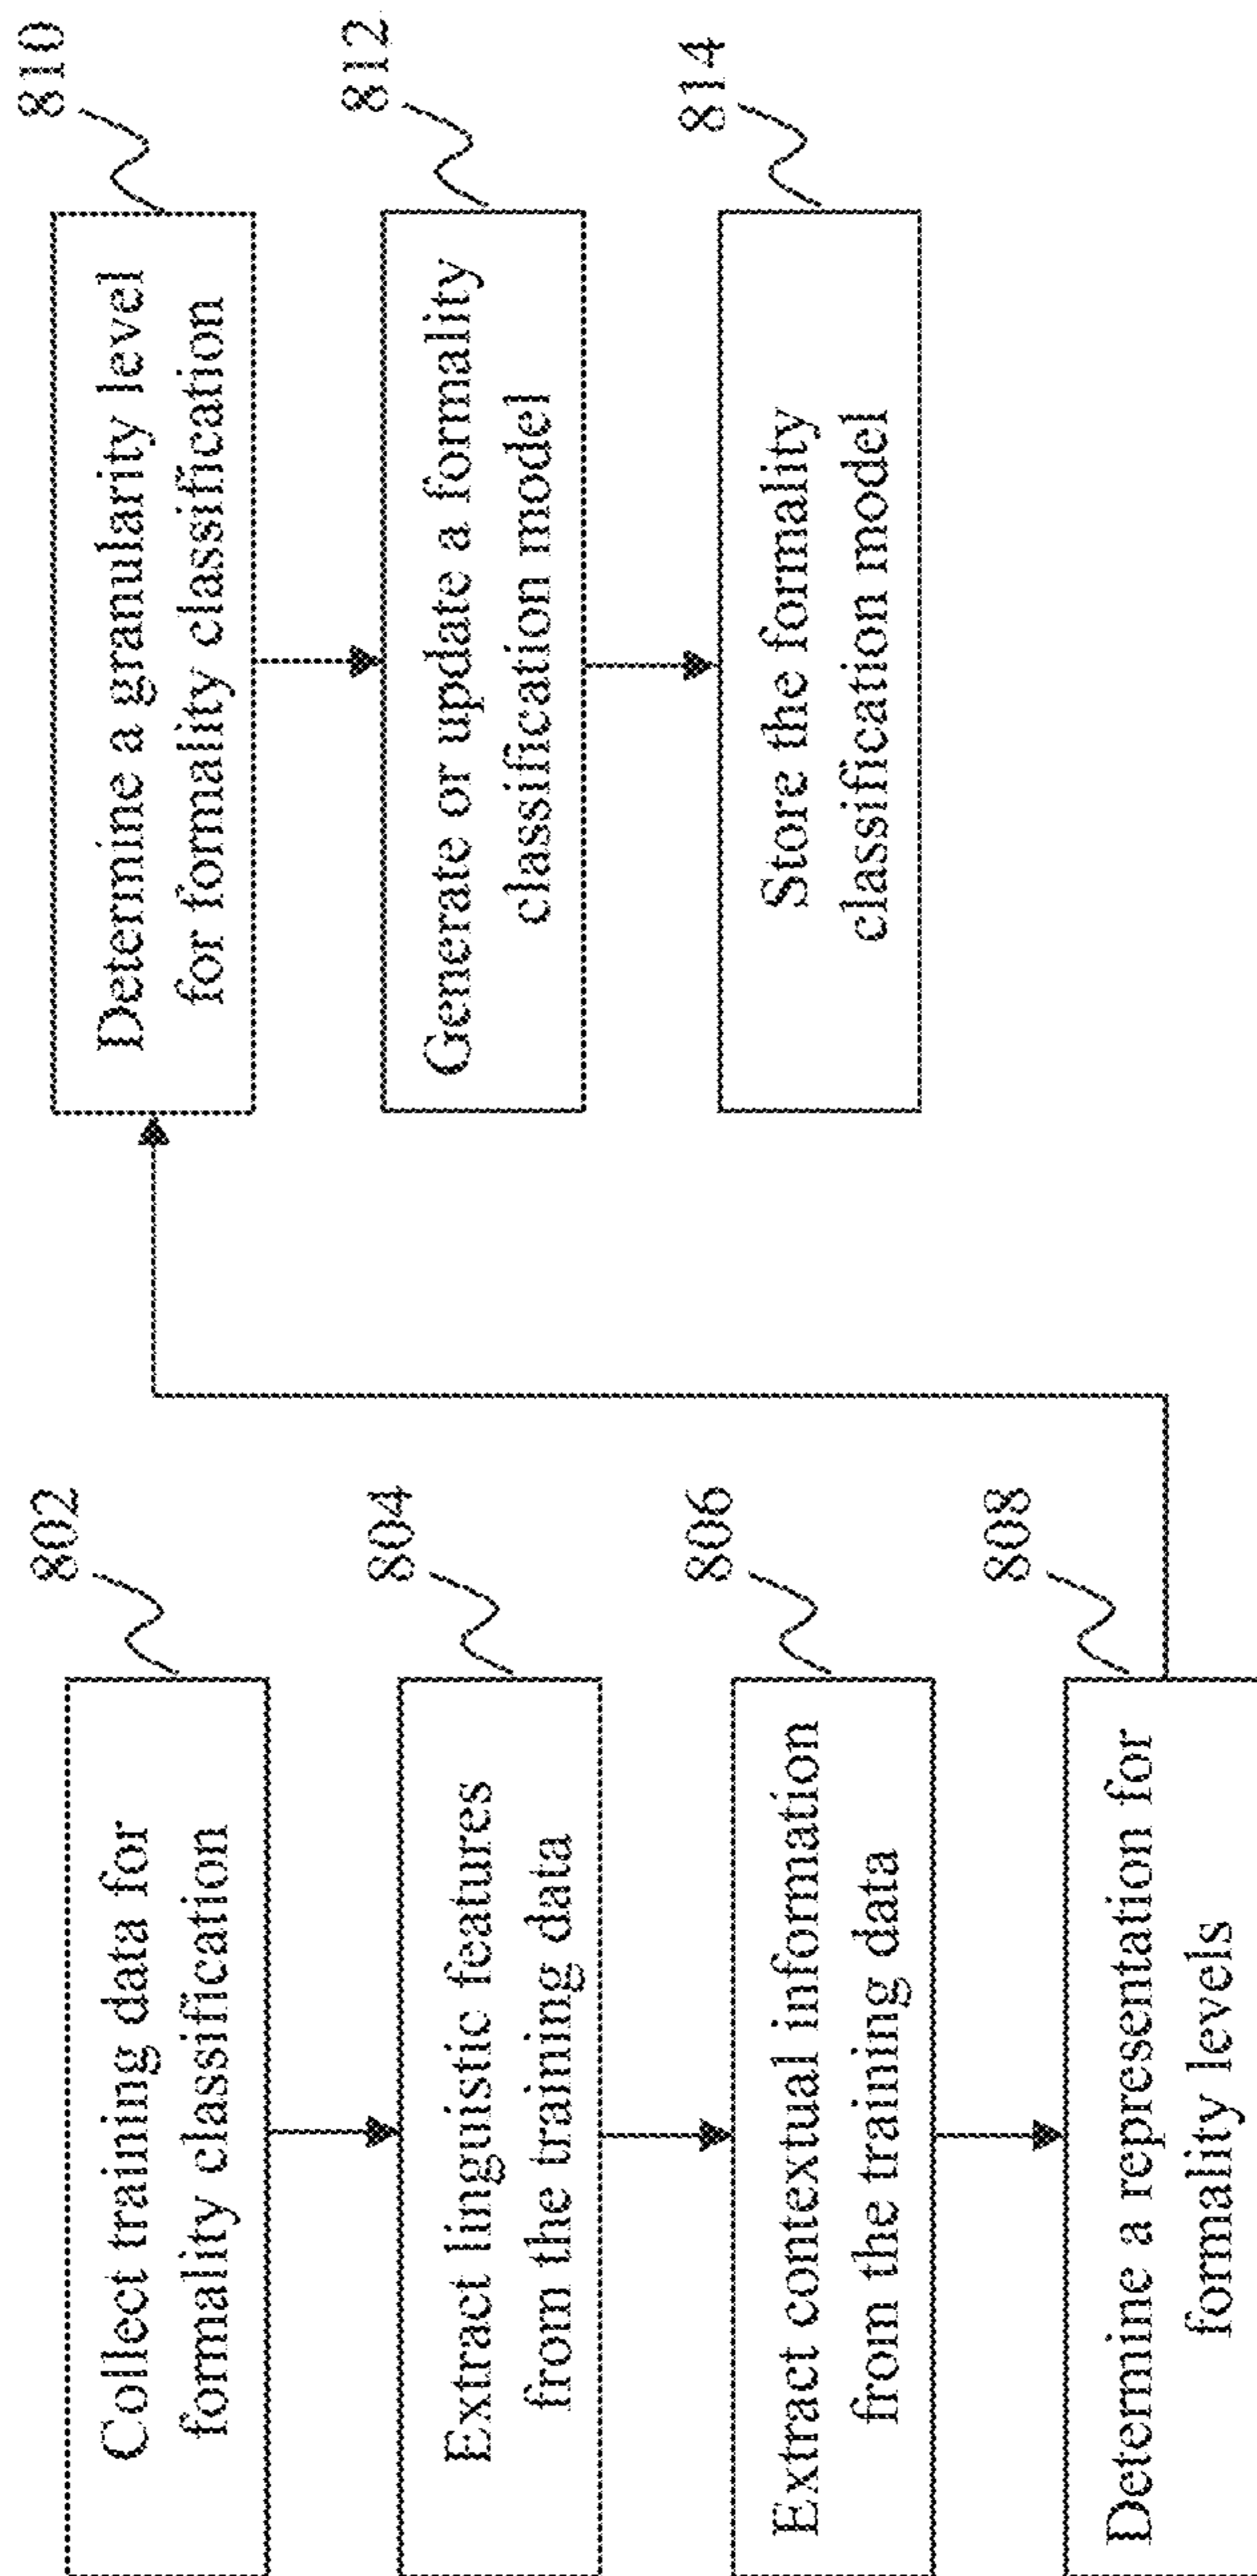 802
Collect training data for
formality classification
804
Extract linguistic features
from the training data
806
Extract contextual information
from the training data
808
Determine a representation for
formality levels
810
Determine a granularity level
for formality classification
812
Generate or update a formality
classification model
814
Store the formality
classification model